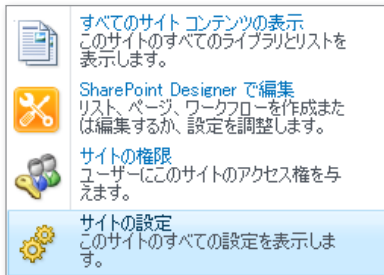 すべてのサイト コンテンツの表示
このサイトのすべてのライブラリとリストを
表示します。
SharePoint Designer で編集
リスト、ページ、ワークフローを作成また
は編集するか、設定を調整します。
サイトの権限
ユーザーにこのサイトのアクセス権を与
えます。
サイトの設定
このサイトのすべての設定を表示しま
す。